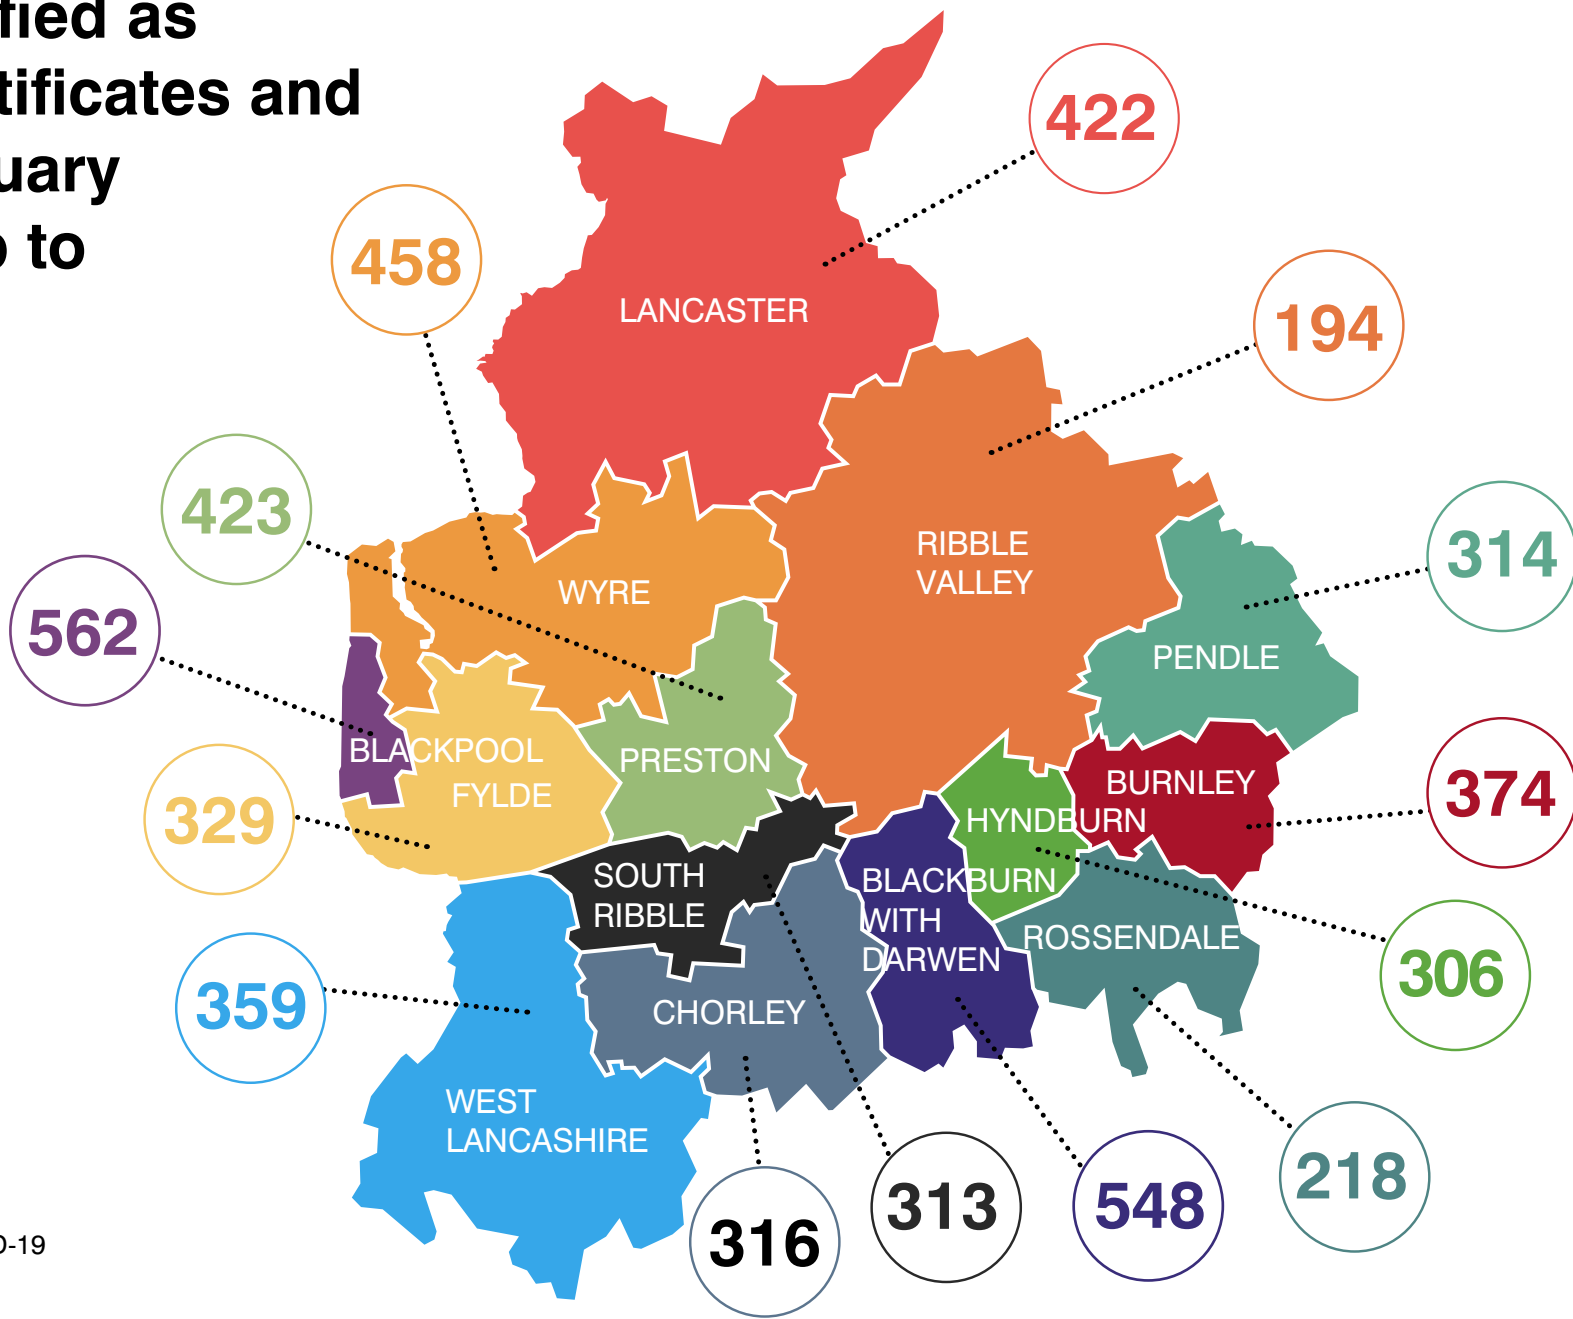 fied as
tificates and
uary
to
422
458
LANCASTER
194
423
RIBBLE
VALLEY
314
WYRE
562
PENDLE
BLACKPOOL
PRESTON
FYLDE
BURNLEY
374
329
HYNDBURN
SOUTH
RIBBLE
BLACKBURN
WITH
DARWEN
ROSSENDALE
306
359
CHORLEY
WEST
LANCASHIRE
316
313
548
218
-19